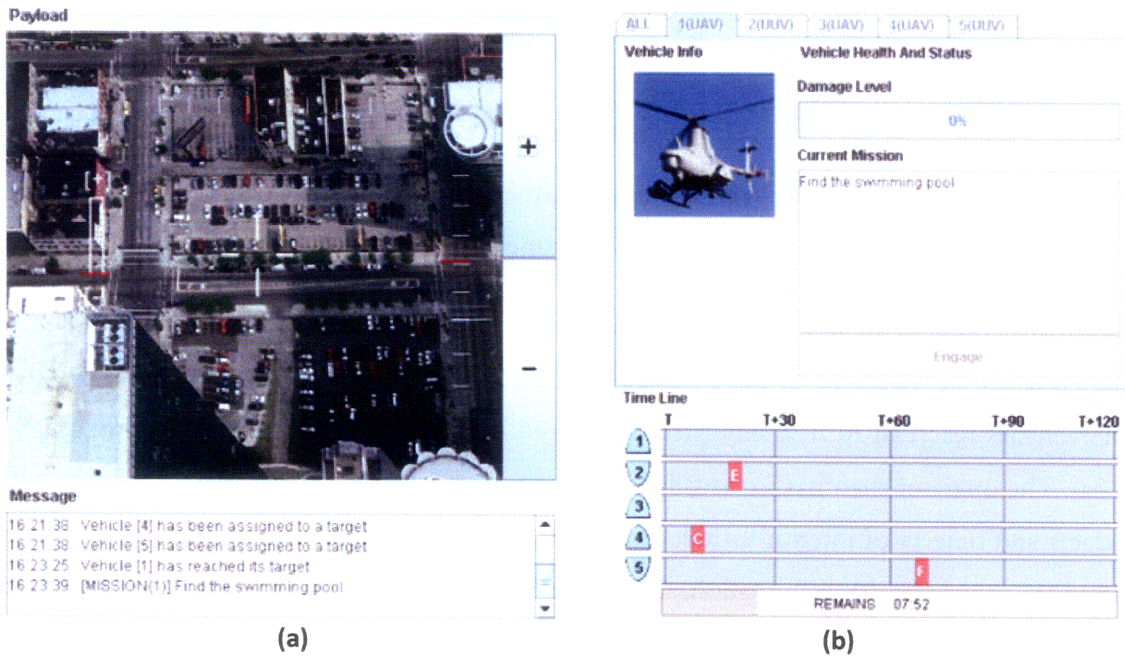 Payload
+
−
Message
16 21 38 Vehicle [4] has been assigned to a target
16 21 38 Vehicle [5] has been assigned to a target
16 23 25 Vehicle [1] has reached its target
16 23 39 [MISSION(1)] Find the swimming pool
(a)
ALL 1(UAV) 2(UUV) 3(UAV) 4(UAV) 5(UUV)
Vehicle Info
Vehicle Health And Status
Damage Level
0%
Current Mission
Find the swimming pool
Engage
Time Line
T T+30 T+60 T+90 T+120
1
2 E
3
4 C
5 F
REMAINS 07:52
(b)